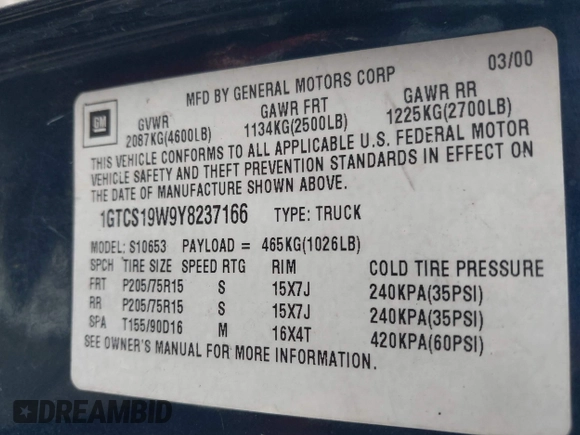 03/00
MFD BY GENERAL MOTORS CORP
GM
GVWR GAWR FRT GAWR RR
2087KG(4600LB) 1134KG(2500LB) 1225KG(2700LB)
THIS VEHICLE CONFORMS TO ALL APPLICABLE U.S. FEDERAL MOTOR
VEHICLE SAFETY AND THEFT PREVENTION STANDARDS IN EFFECT ON
THE DATE OF MANUFACTURE SHOWN ABOVE.
1GTCS19W9Y8237166 TYPE: TRUCK
MODEL: S10653 PAYLOAD = 465KG(1026LB)
SPCH TIRE SIZE SPEED RTG RIM COLD TIRE PRESSURE
FRT P205/75R15 S 15X7J 240KPA(35PSI)
RR P205/75R15 S 15X7J 240KPA(35PSI)
SPA T155/90D16 M 16X4T 420KPA(60PSI)
SEE OWNER'S MANUAL FOR MORE INFORMATION.
DREAMBID